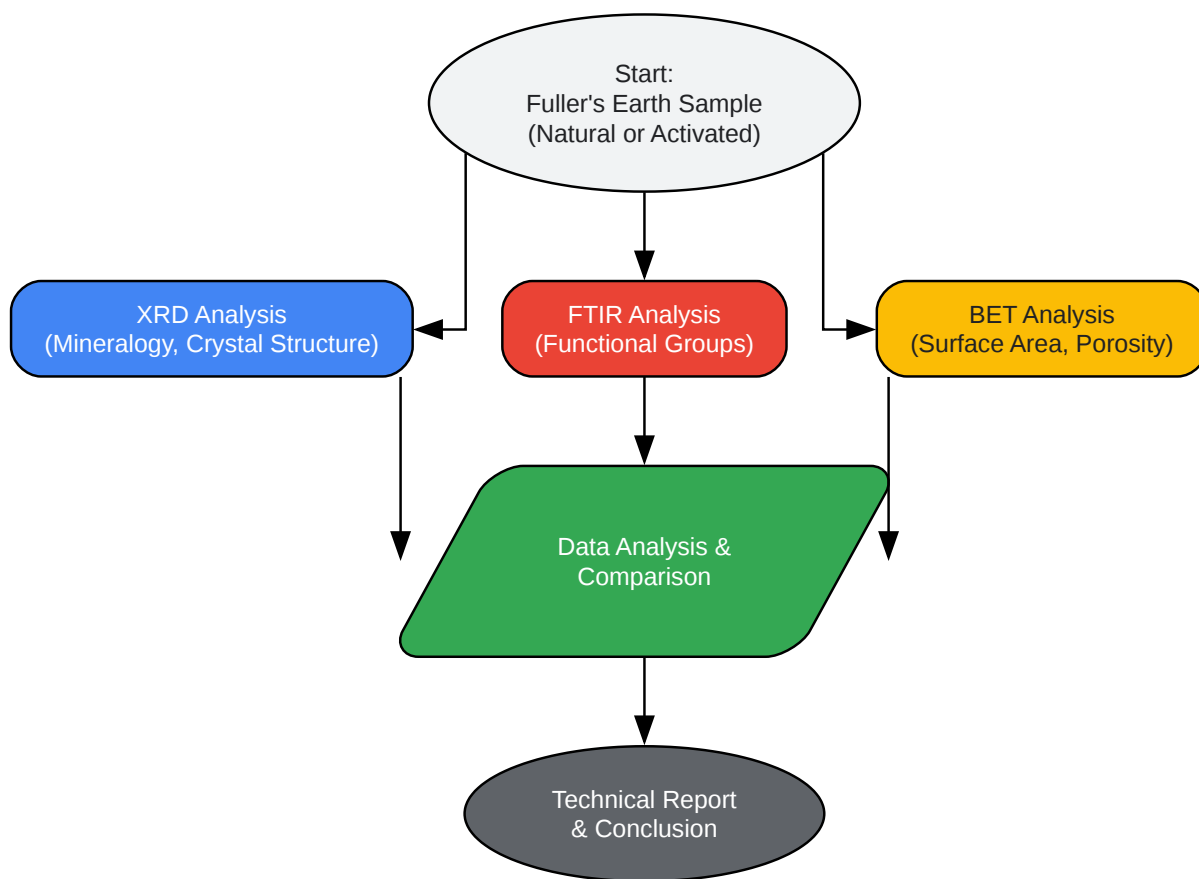 Start:
Fuller's Earth Sample
(Natural or Activated)
XRD Analysis
(Mineralogy, Crystal Structure)
FTIR Analysis
(Functional Groups)
BET Analysis
(Surface Area, Porosity)
Data Analysis &
Comparison
Technical Report
& Conclusion